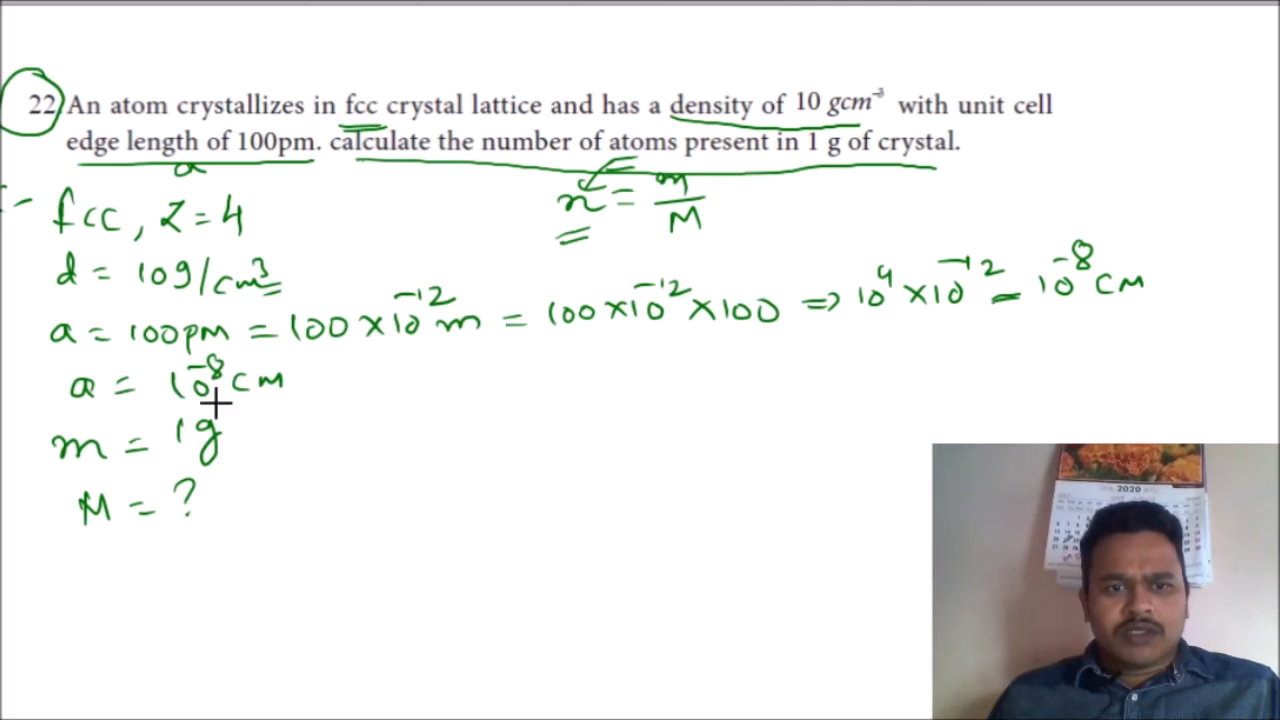 22. An atom crystallizes in fcc crystal lattice and has a density of 10 gcm⁻³ with unit cell
edge length of 100pm. calculate the number of atoms present in 1 g of crystal.
a
fcc, Z = 4
n = m/M
d = 10g/cm³
a = 100pm = 100 × 10⁻¹² m = 100 × 10⁻¹² × 100 ⇒ 10⁴ × 10⁻¹² = 10⁻⁸ cm
a = 10⁻⁸ cm
m = 1g
M = ?
2020